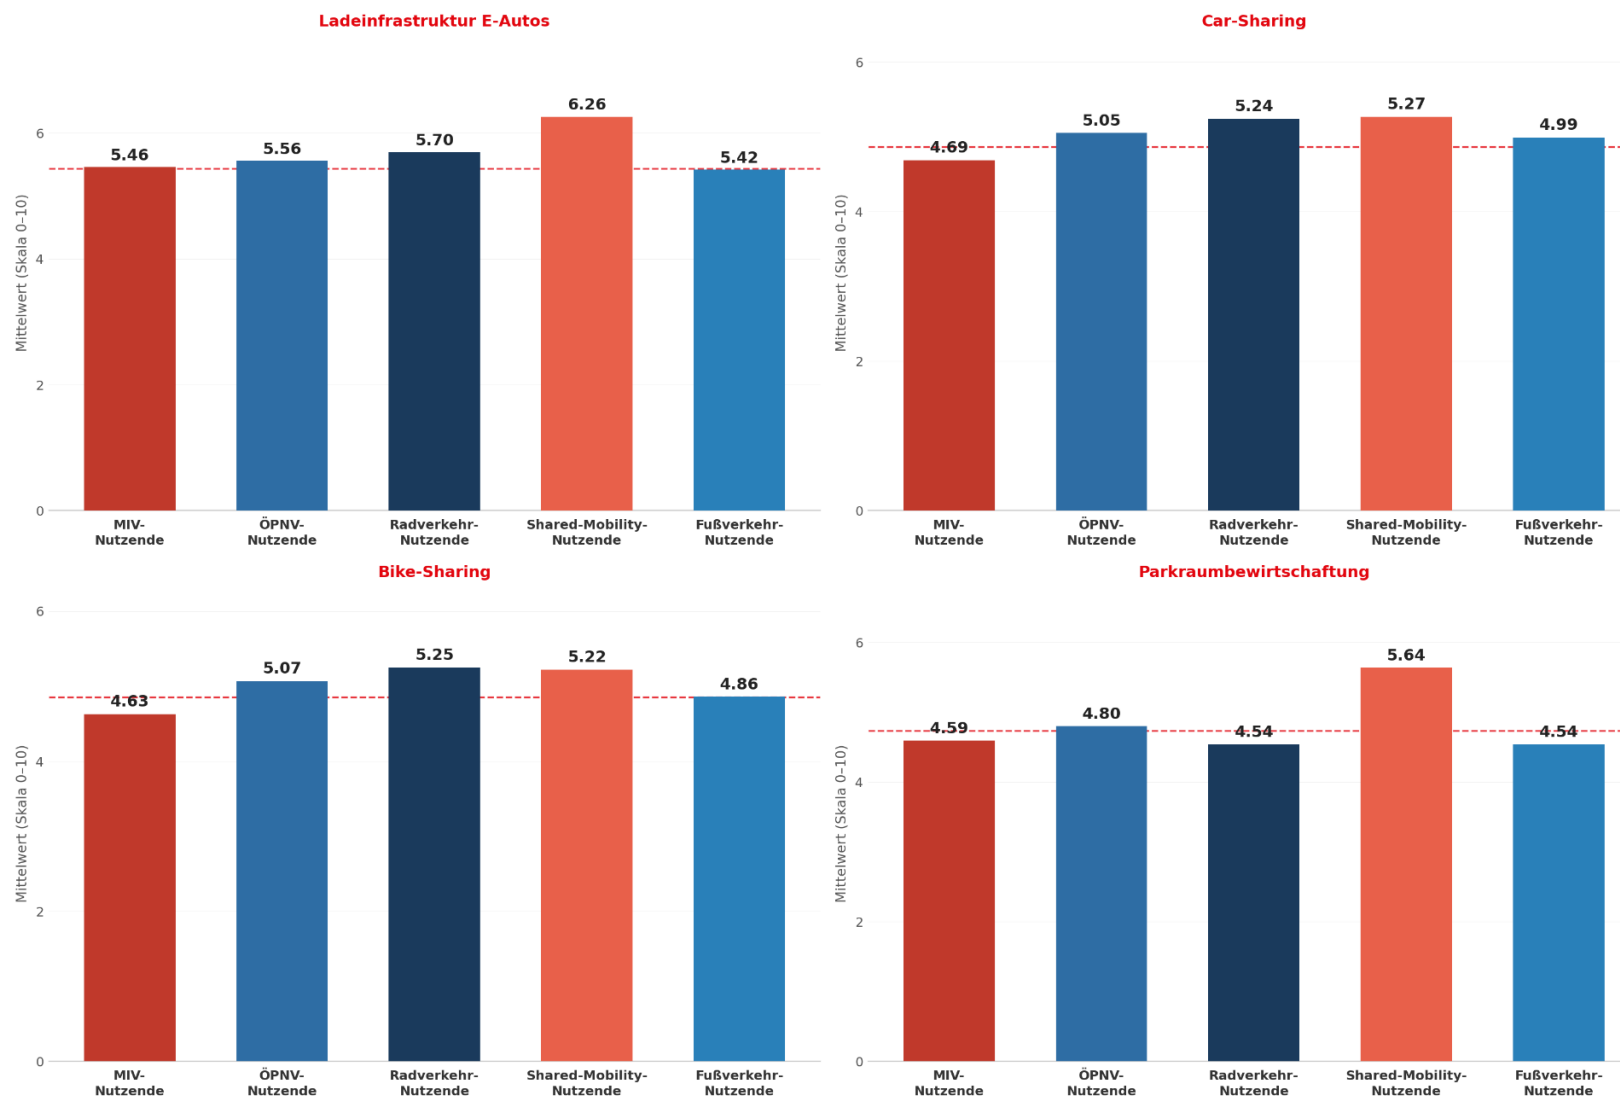 Ladeinfrastruktur E-Autos
Mittelwert (Skala 0–10)
6
4
2
0
5.46
5.56
5.70
6.26
5.42
MIV-
Nutzende
ÖPNV-
Nutzende
Radverkehr-
Nutzende
Shared-Mobility-
Nutzende
Fußverkehr-
Nutzende
Car-Sharing
Mittelwert (Skala 0–10)
6
4
2
0
4.69
5.05
5.24
5.27
4.99
MIV-
Nutzende
ÖPNV-
Nutzende
Radverkehr-
Nutzende
Shared-Mobility-
Nutzende
Fußverkehr-
Nutzende
Bike-Sharing
Mittelwert (Skala 0–10)
6
4
2
0
4.63
5.07
5.25
5.22
4.86
MIV-
Nutzende
ÖPNV-
Nutzende
Radverkehr-
Nutzende
Shared-Mobility-
Nutzende
Fußverkehr-
Nutzende
Parkraumbewirtschaftung
Mittelwert (Skala 0–10)
6
4
2
0
4.59
4.80
4.54
5.64
4.54
MIV-
Nutzende
ÖPNV-
Nutzende
Radverkehr-
Nutzende
Shared-Mobility-
Nutzende
Fußverkehr-
Nutzende